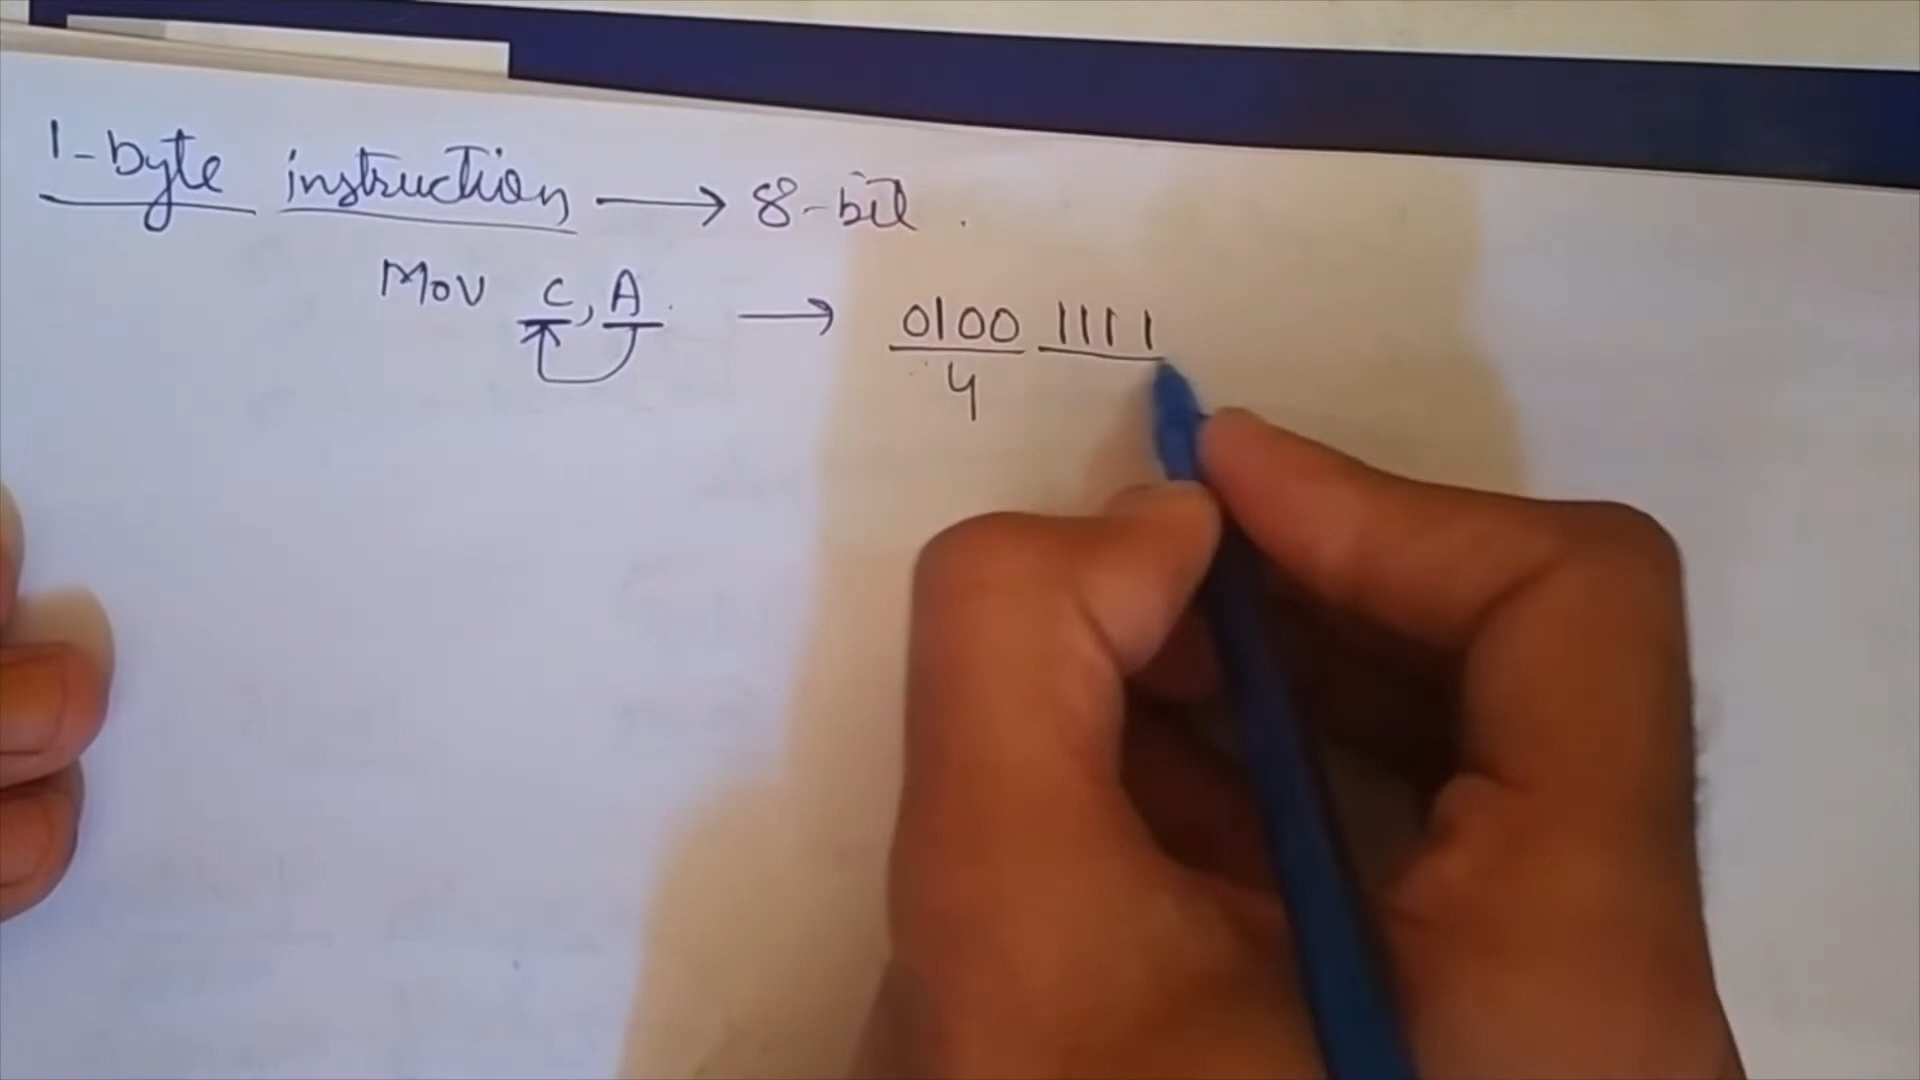 1-byte instruction → 8-bit .
MOV C, A. → 0100 1111
4